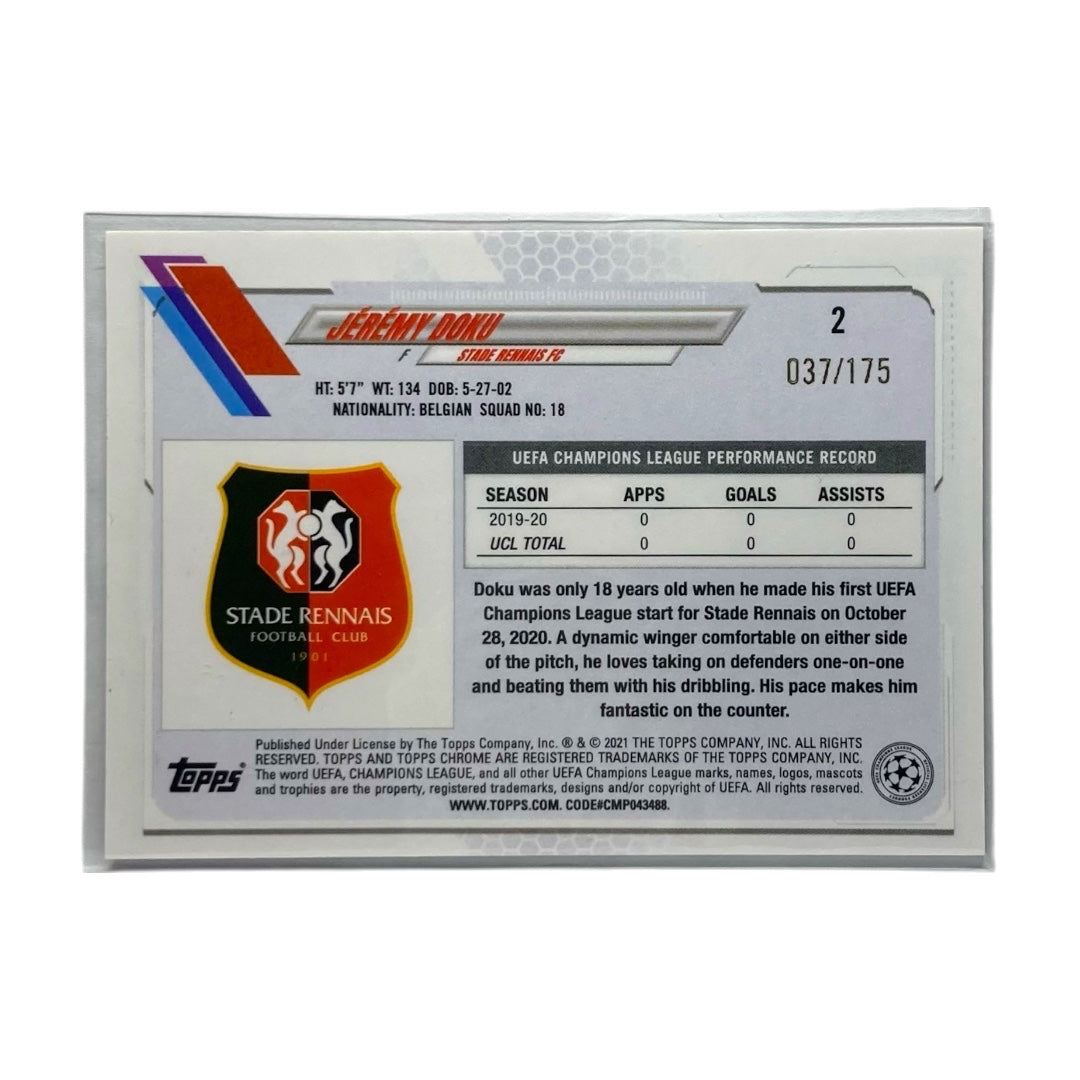 JÉRÉMY DOKU
F STADE RENNAIS FC
2
037/175
HT: 5'7" WT: 134 DOB: 5-27-02
NATIONALITY: BELGIAN SQUAD NO: 18
UEFA CHAMPIONS LEAGUE PERFORMANCE RECORD
SEASON APPS GOALS ASSISTS
2019-20 0 0 0
UCL TOTAL 0 0 0
STADE RENNAIS
FOOTBALL CLUB
1901
Doku was only 18 years old when he made his first UEFA
Champions League start for Stade Rennais on October
28, 2020. A dynamic winger comfortable on either side
of the pitch, he loves taking on defenders one-on-one
and beating them with his dribbling. His pace makes him
fantastic on the counter.
Topps
Published Under License by The Topps Company, Inc. ® & © 2021 THE TOPPS COMPANY, INC. ALL RIGHTS
RESERVED. TOPPS AND TOPPS CHROME ARE REGISTERED TRADEMARKS OF THE TOPPS COMPANY, INC.
The word UEFA, CHAMPIONS LEAGUE, and all other UEFA Champions League marks, names, logos, mascots
and trophies are the property, registered trademarks, designs and/or copyright of UEFA. All rights reserved.
WWW.TOPPS.COM. CODE#CMP043488.